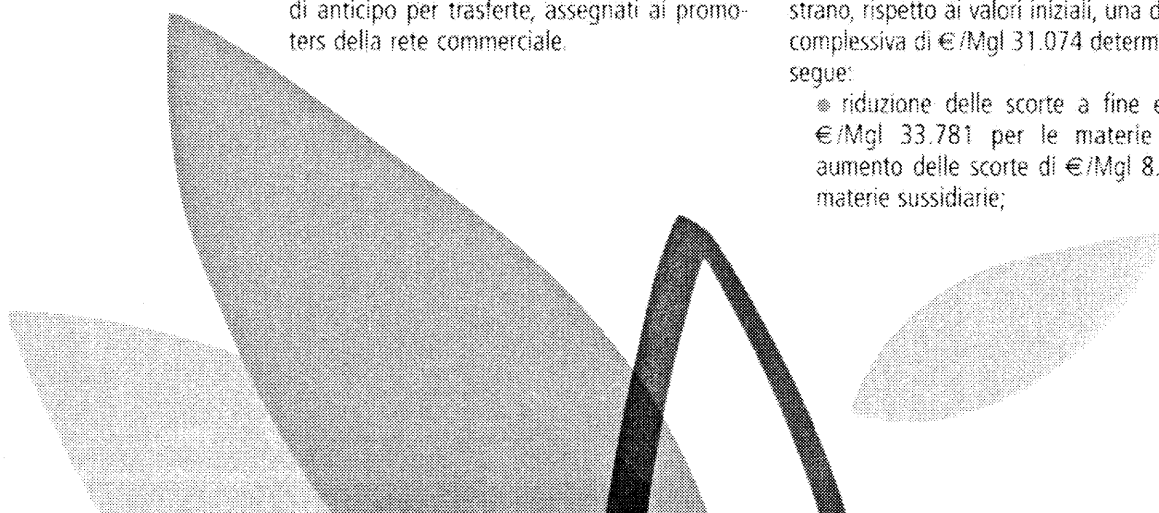 di anticipo per trasferte, assegnati ai promo-
ters della rete commerciale.
strano, rispetto ai valori iniziali, una
complessiva di €/Mgl 31.074
segue:
riduzione delle scorte a fine
€/Mgl 33.781 per le materie
aumento delle scorte di €/Mgl
materie sussidiarie;